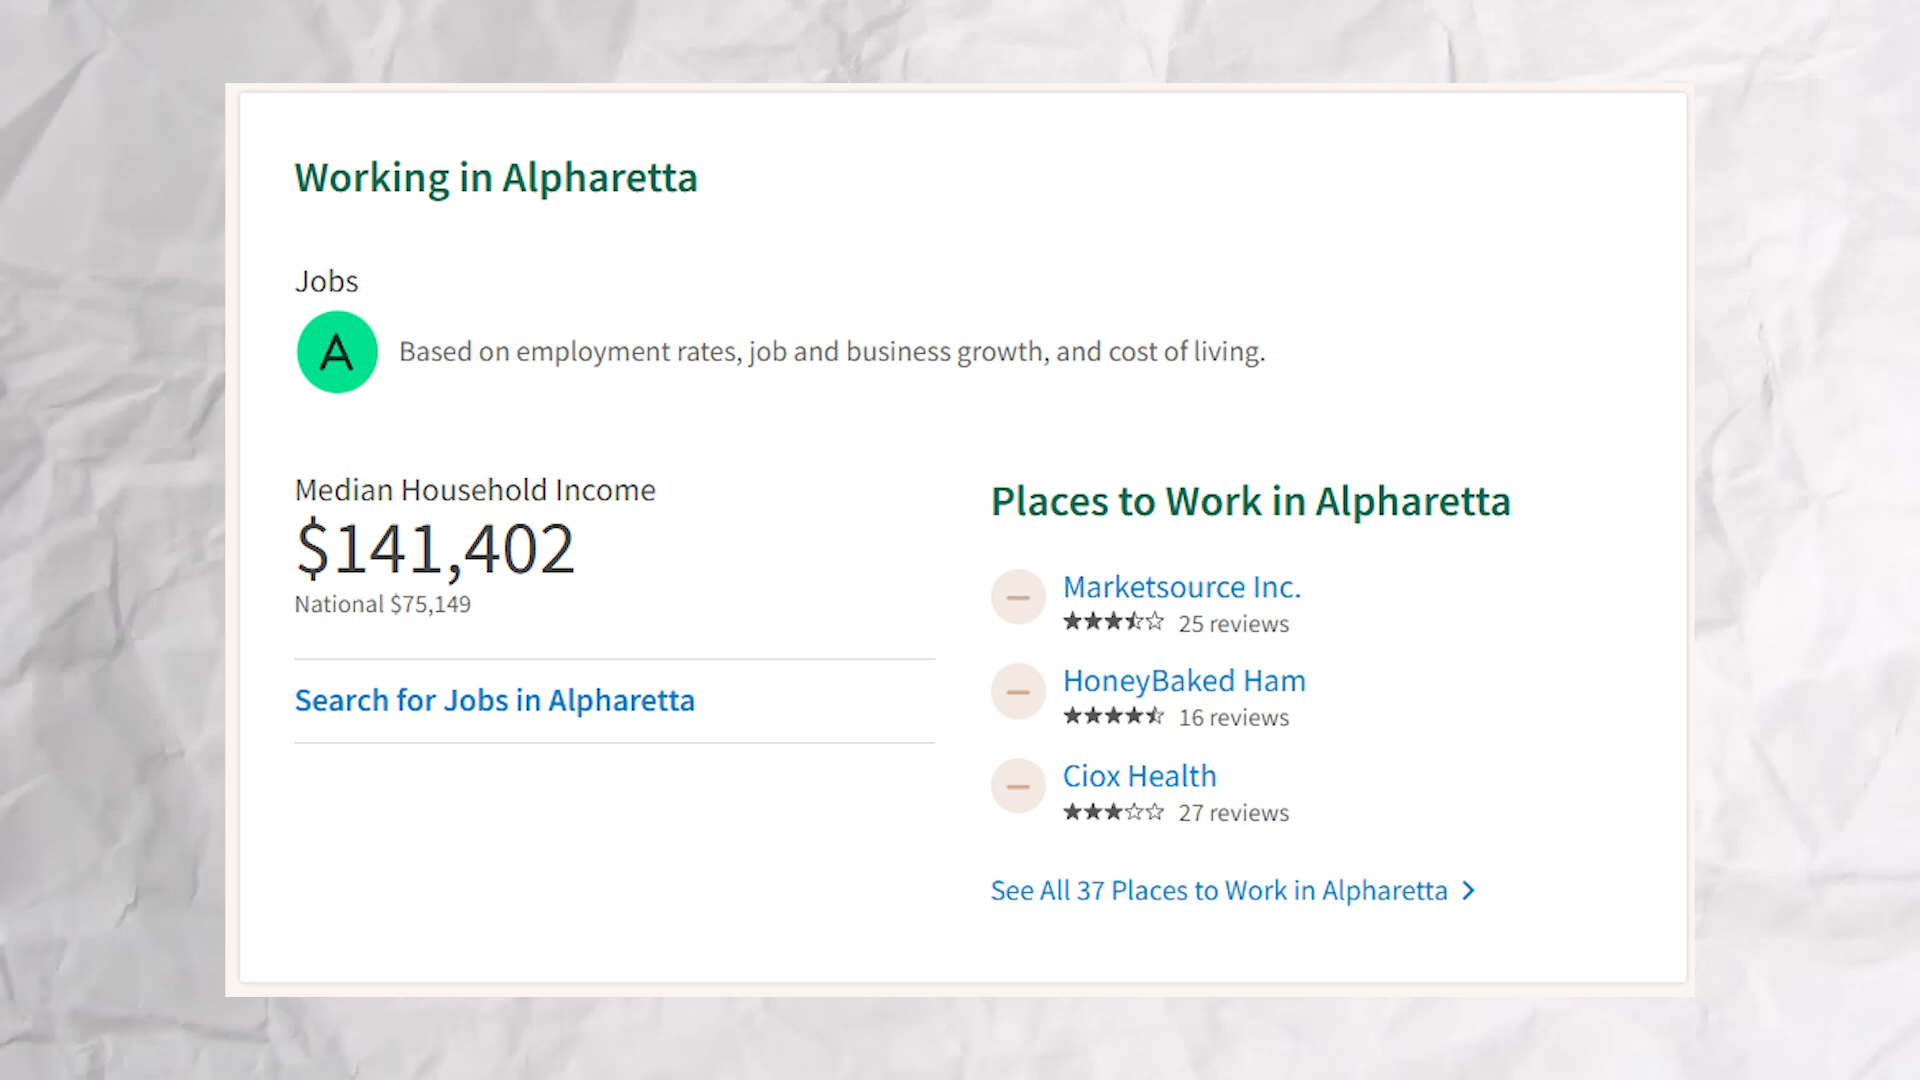 Working in Alpharetta
Jobs
A
Based on employment rates, job and business growth, and cost of living.
Median Household Income
$141,402
National $75,149
Search for Jobs in Alpharetta
Places to Work in Alpharetta
Marketsource Inc.
25 reviews
HoneyBaked Ham
16 reviews
Ciox Health
27 reviews
See All 37 Places to Work in Alpharetta